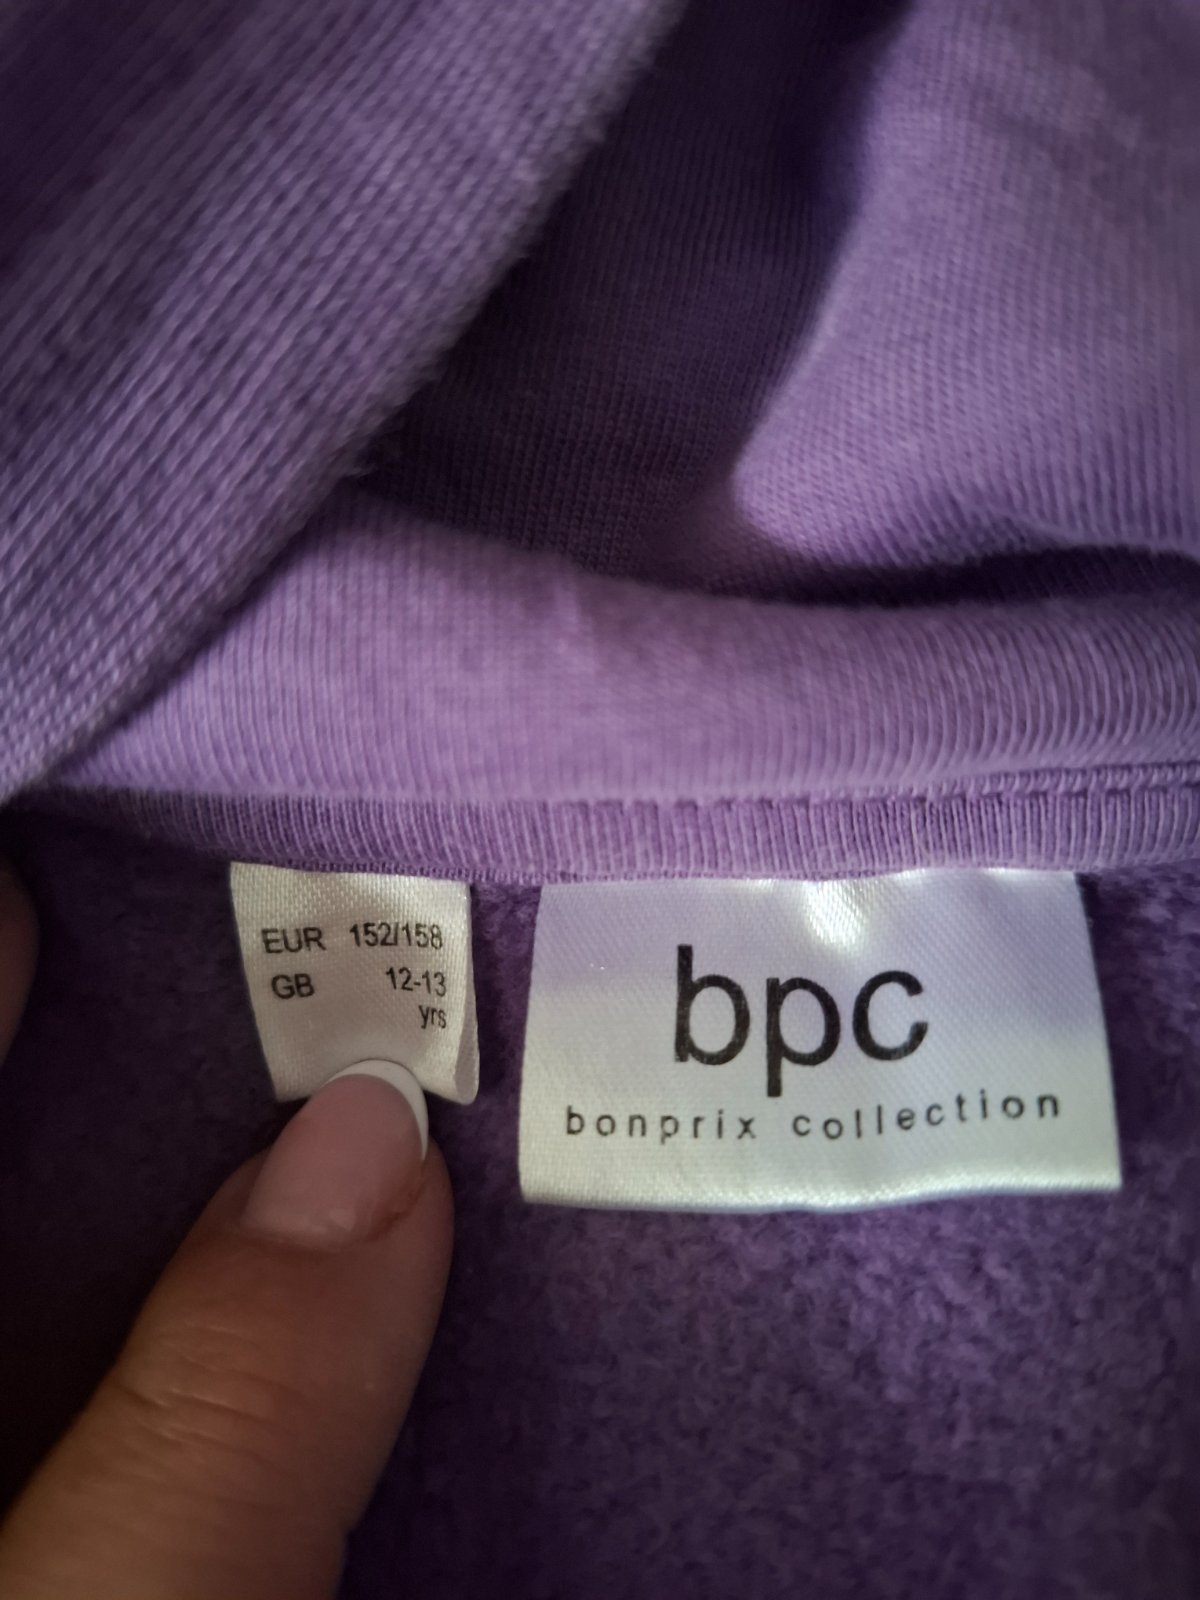 EUR 152/158
GB 12-13
yrs
bpc
bonprix collection